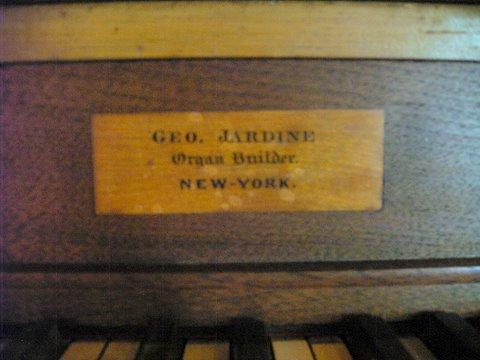 GEO. JARDINE
Organ Builder.
NEW-YORK.